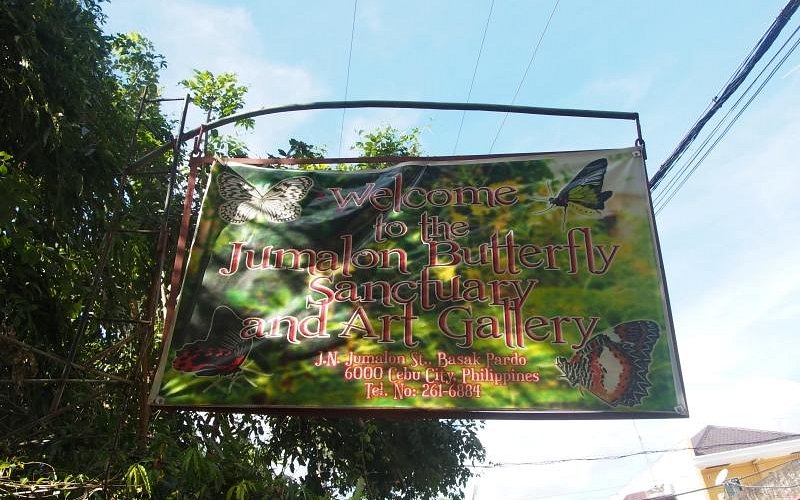 Welcome
to the
Jumalon Butterfly
Sanctuary
and Art Gallery
J.N. Jumalon St., Basak Pardo
6000 Cebu City, Philippines
Tel. No: 261-6884